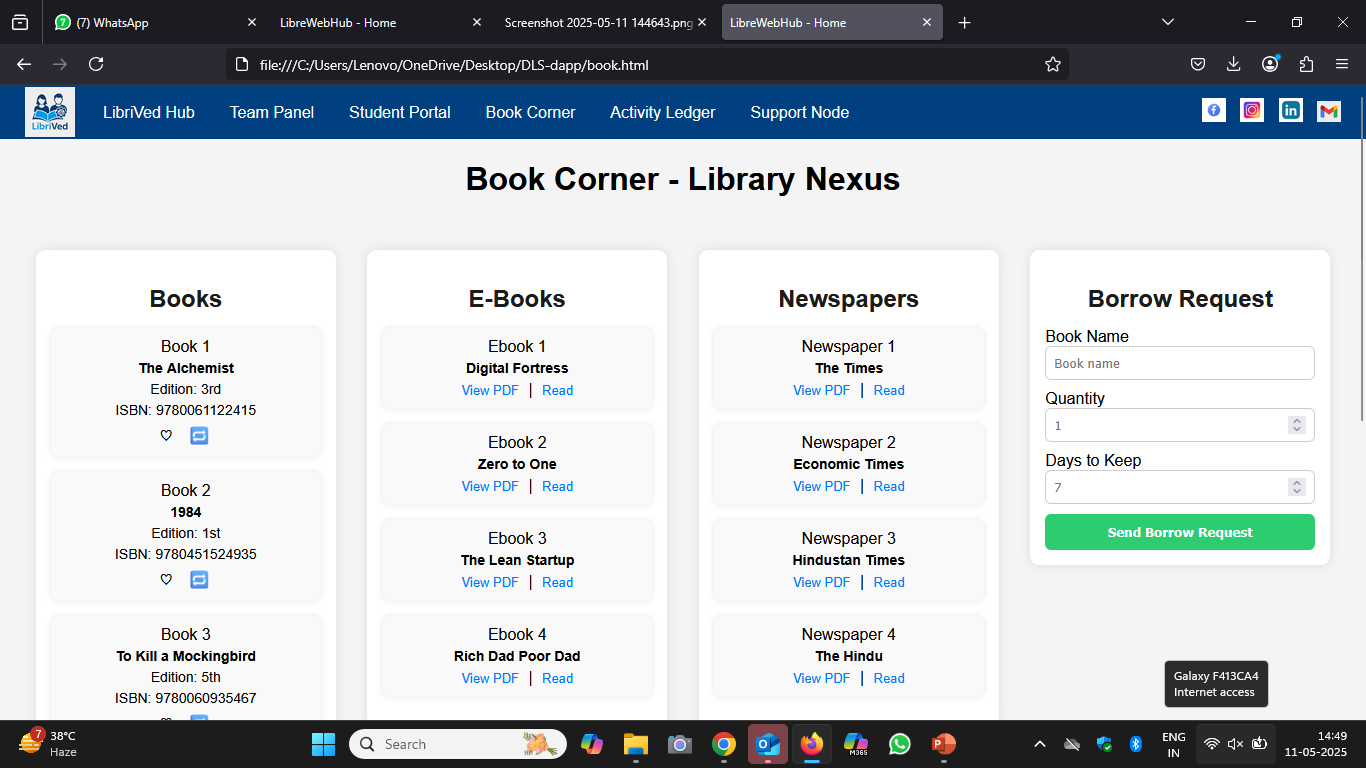 (7) WhatsApp
LibreWebHub - Home
Screenshot 2025-05-11 144643.png
LibreWebHub - Home
file:///C:/Users/Lenovo/OneDrive/Desktop/DLS-dapp/book.html
LibriVed
LibriVed Hub
Team Panel
Student Portal
Book Corner
Activity Ledger
Support Node
Book Corner - Library Nexus
Books
Book 1
The Alchemist
Edition: 3rd
ISBN: 9780061122415
Book 2
1984
Edition: 1st
ISBN: 9780451524935
Book 3
To Kill a Mockingbird
Edition: 5th
ISBN: 9780060935467
E-Books
Ebook 1
Digital Fortress
View PDF | Read
Ebook 2
Zero to One
View PDF | Read
Ebook 3
The Lean Startup
View PDF | Read
Ebook 4
Rich Dad Poor Dad
View PDF | Read
Newspapers
Newspaper 1
The Times
View PDF | Read
Newspaper 2
Economic Times
View PDF | Read
Newspaper 3
Hindustan Times
View PDF | Read
Newspaper 4
The Hindu
View PDF | Read
Borrow Request
Book Name
Book name
Quantity
1
Days to Keep
7
Send Borrow Request
Galaxy F413CA4
Internet access
7
38°C
Haze
Search
M365
ENG
IN
14:49
11-05-2025